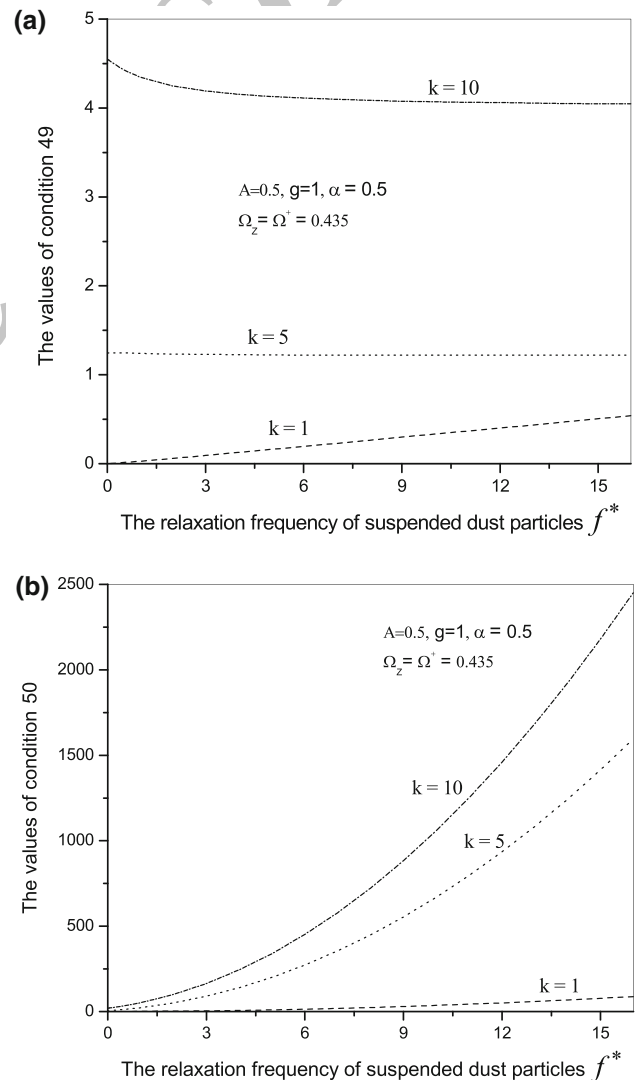 (a)
5
4
3
2
1
0
The values of condition 49
k = 10
A=0.5, g=1, α = 0.5
Ω_z = Ω⁺ = 0.435
k = 5
k = 1
0 3 6 9 12 15
The relaxation frequency of suspended dust particles f*
(b)
2500
2000
1500
1000
500
0
The values of condition 50
A=0.5, g=1, α = 0.5
Ω_z = Ω⁺ = 0.435
k = 10
k = 5
k = 1
0 3 6 9 12 15
The relaxation frequency of suspended dust particles f*